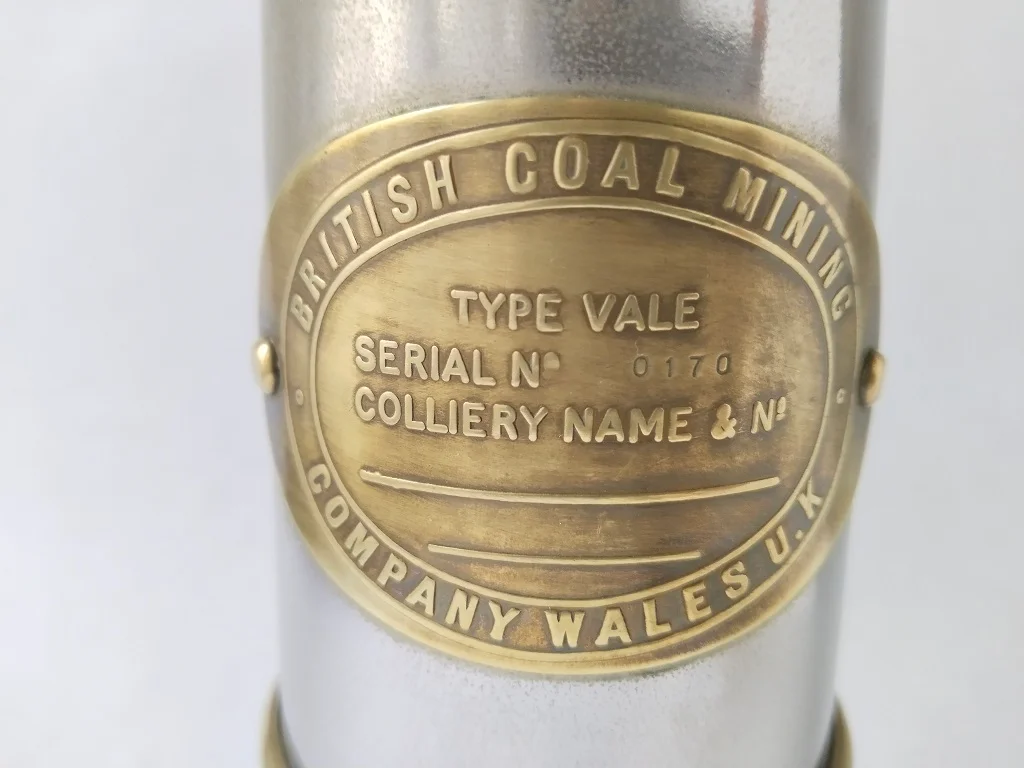 BRITISH COAL MINING
TYPE VALE
SERIAL Nº 0170
COLLIERY NAME & Nº
COMPANY WALES U.K